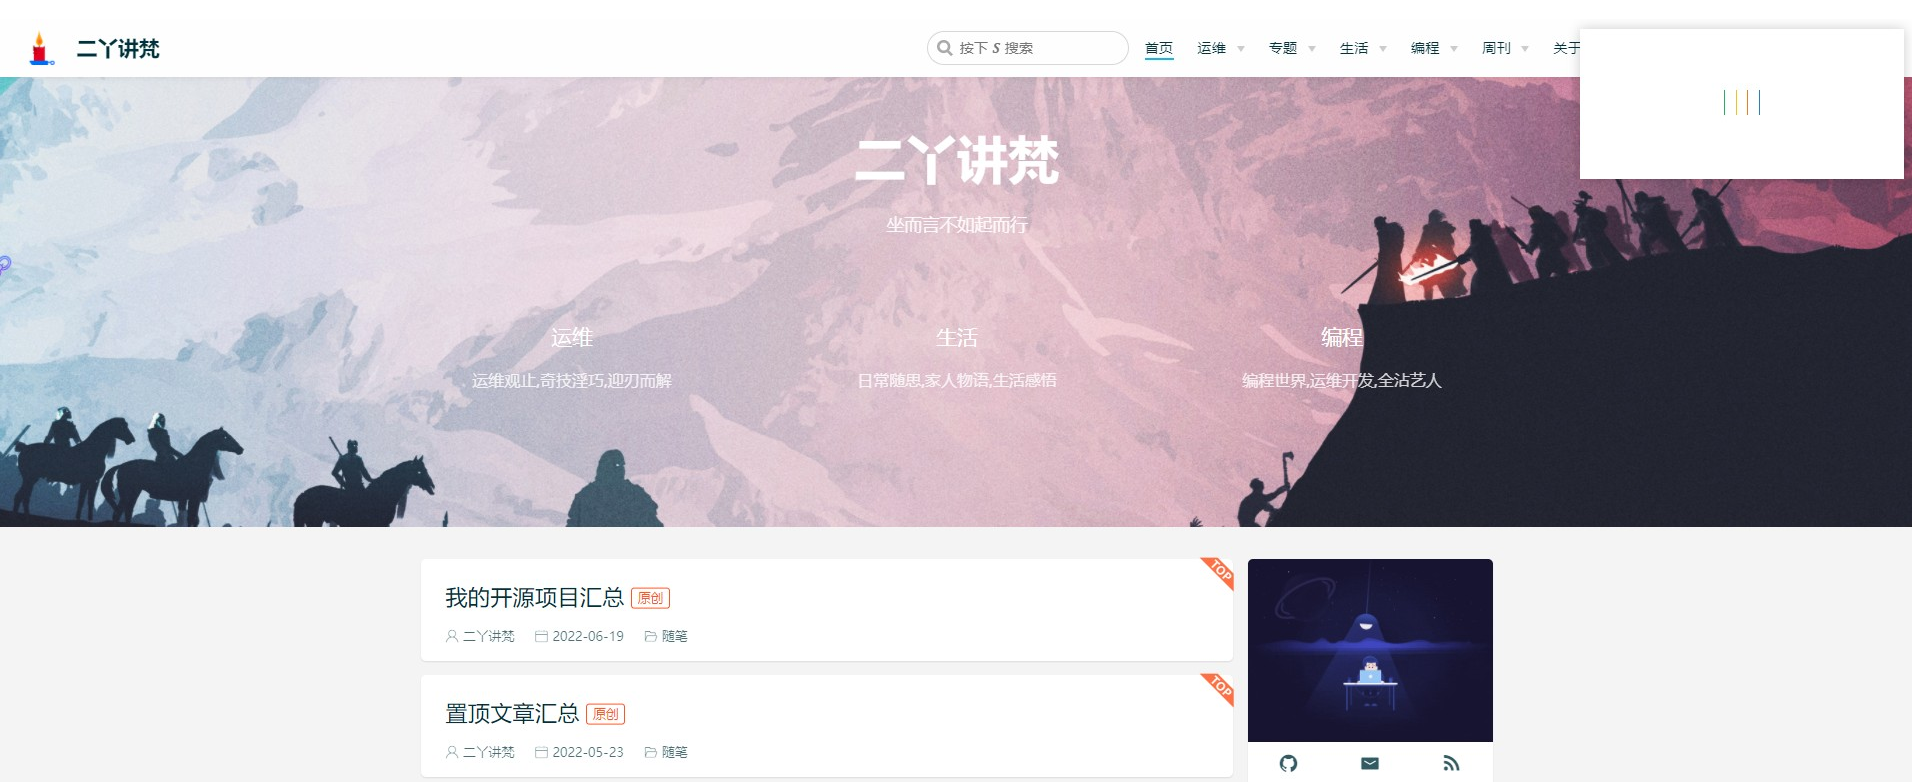 二丫讲梵
按下 S 搜索
首页 运维 专题 生活 编程 周刊 关于
二丫讲梵
坐而言不如起而行
运维 生活 编程
运维观止,奇技淫巧,迎刃而解 日常随思,家人物语,生活感悟 编程世界,运维开发,全沾艺人
TOP
我的开源项目汇总 原创
二丫讲梵 2022-06-19 随笔
TOP
置顶文章汇总 原创
二丫讲梵 2022-05-23 随笔